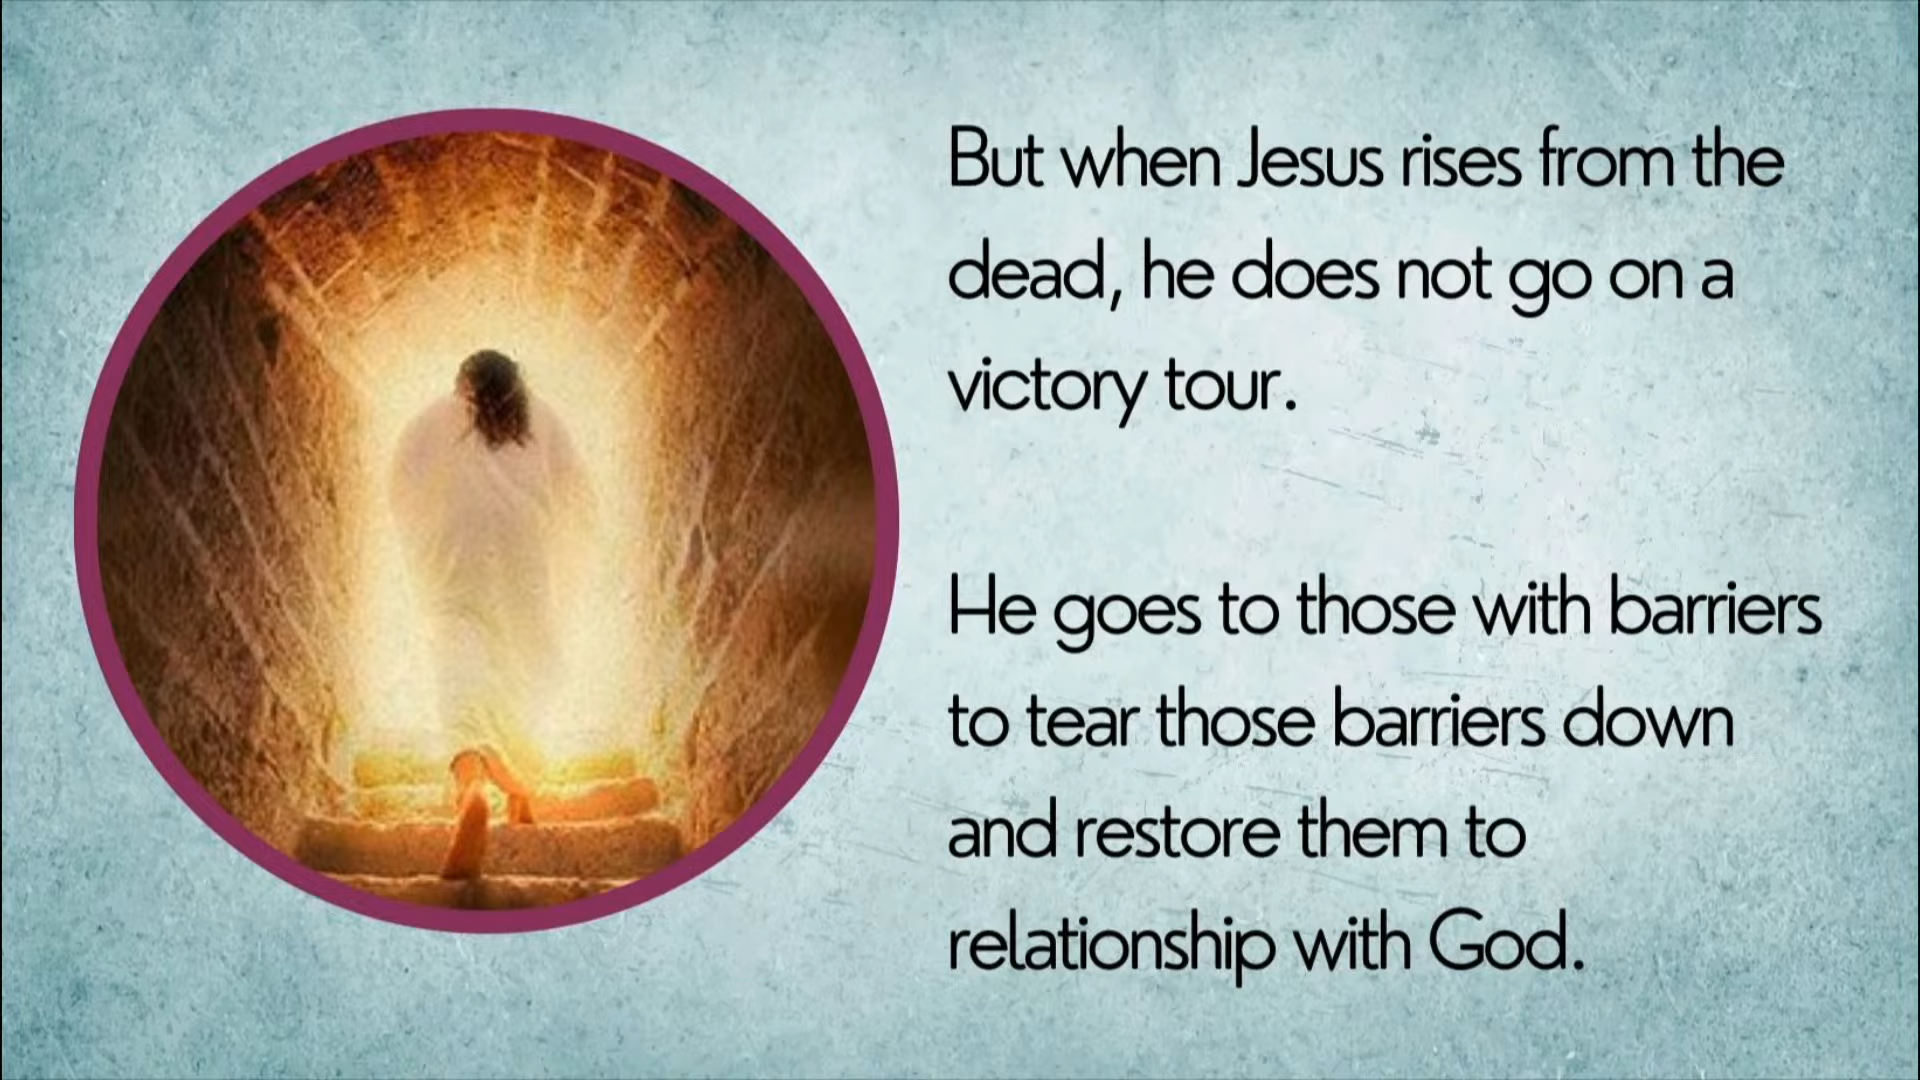 But when Jesus rises from the
dead, he does not go on a
victory tour.
He goes to those with barriers
to tear those barriers down
and restore them to
relationship with God.